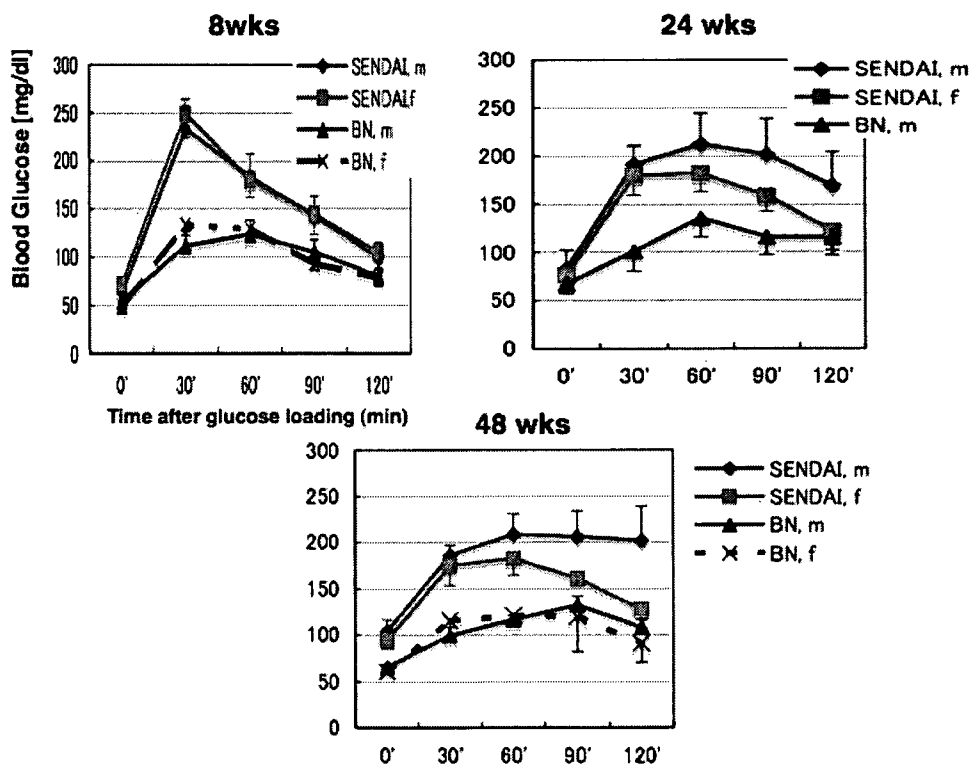 8wks
Blood Glucose [mg/dl]
300
250
200
150
100
50
0
0' 30' 60' 90' 120'
Time after glucose loading (min)
SENDAI, m
SENDAI,f
BN, m
BN, f
24 wks
300
250
200
150
100
50
0
0' 30' 60' 90' 120'
SENDAI, m
SENDAI, f
BN, m
48 wks
300
250
200
150
100
50
0
0' 30' 60' 90' 120'
SENDAI, m
SENDAI, f
BN, m
BN, f